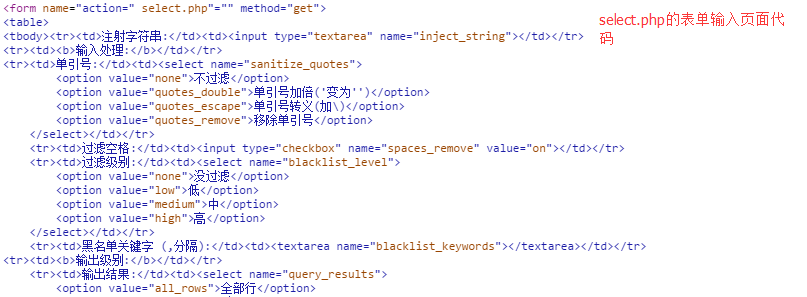 <form name="action=" select.php"="" method="get">
<table>
<tbody><tr><td>注射字符串:</td><td><input type="textarea" name="inject_string"></td></tr>
<tr><td><b>输入处理:</b></td></tr>
<tr><td>单引号:</td><td><select name="sanitize_quotes">
<option value="none">不过滤</option>
<option value="quotes_double">单引号加倍('变为'')</option>
<option value="quotes_escape">单引号转义(加\)</option>
<option value="quotes_remove">移除单引号</option>
</select></td></tr>
<tr><td>过滤空格:</td><td><input type="checkbox" name="spaces_remove" value="on"></td></tr>
<tr><td>过滤级别:</td><td><select name="blacklist_level">
<option value="none">没过滤</option>
<option value="low">低</option>
<option value="medium">中</option>
<option value="high">高</option>
</select></td></tr>
<tr><td>黑名单关键字 (,分隔):</td><td><textarea name="blacklist_keywords"></textarea></td></tr>
<tr><td><b>输出级别:</b></td></tr>
<tr><td>输出结果:</td><td><select name="query_results">
<option value="all_rows">全部行</option>
select.php的表单输入页面代
码